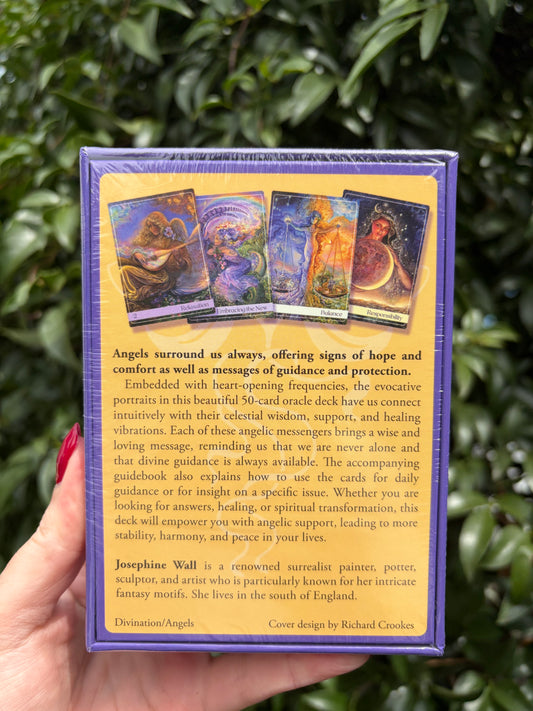 2 Relaxation
Embracing the New
Balance
Responsibility
Angels surround us always, offering signs of hope and
comfort as well as messages of guidance and protection.
Embedded with heart-opening frequencies, the evocative
portraits in this beautiful 50-card oracle deck have us connect
intuitively with their celestial wisdom, support, and healing
vibrations. Each of these angelic messengers brings a wise and
loving message, reminding us that we are never alone and
that divine guidance is always available. The accompanying
guidebook also explains how to use the cards for daily
guidance or for insight on a specific issue. Whether you are
looking for answers, healing, or spiritual transformation, this
deck will empower you with angelic support, leading to more
stability, harmony, and peace in your lives.
Josephine Wall is a renowned surrealist painter, potter,
sculptor, and artist who is particularly known for her intricate
fantasy motifs. She lives in the south of England.
Divination/Angels
Cover design by Richard Crookes